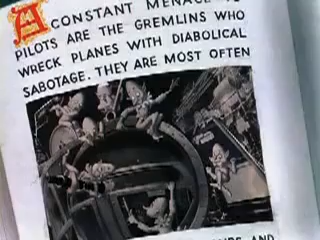 A CONSTANT MENACE
PILOTS ARE THE GREMLINS WHO
WRECK PLANES WITH DIABOLICAL
SABOTAGE. THEY ARE MOST OFTEN
AND